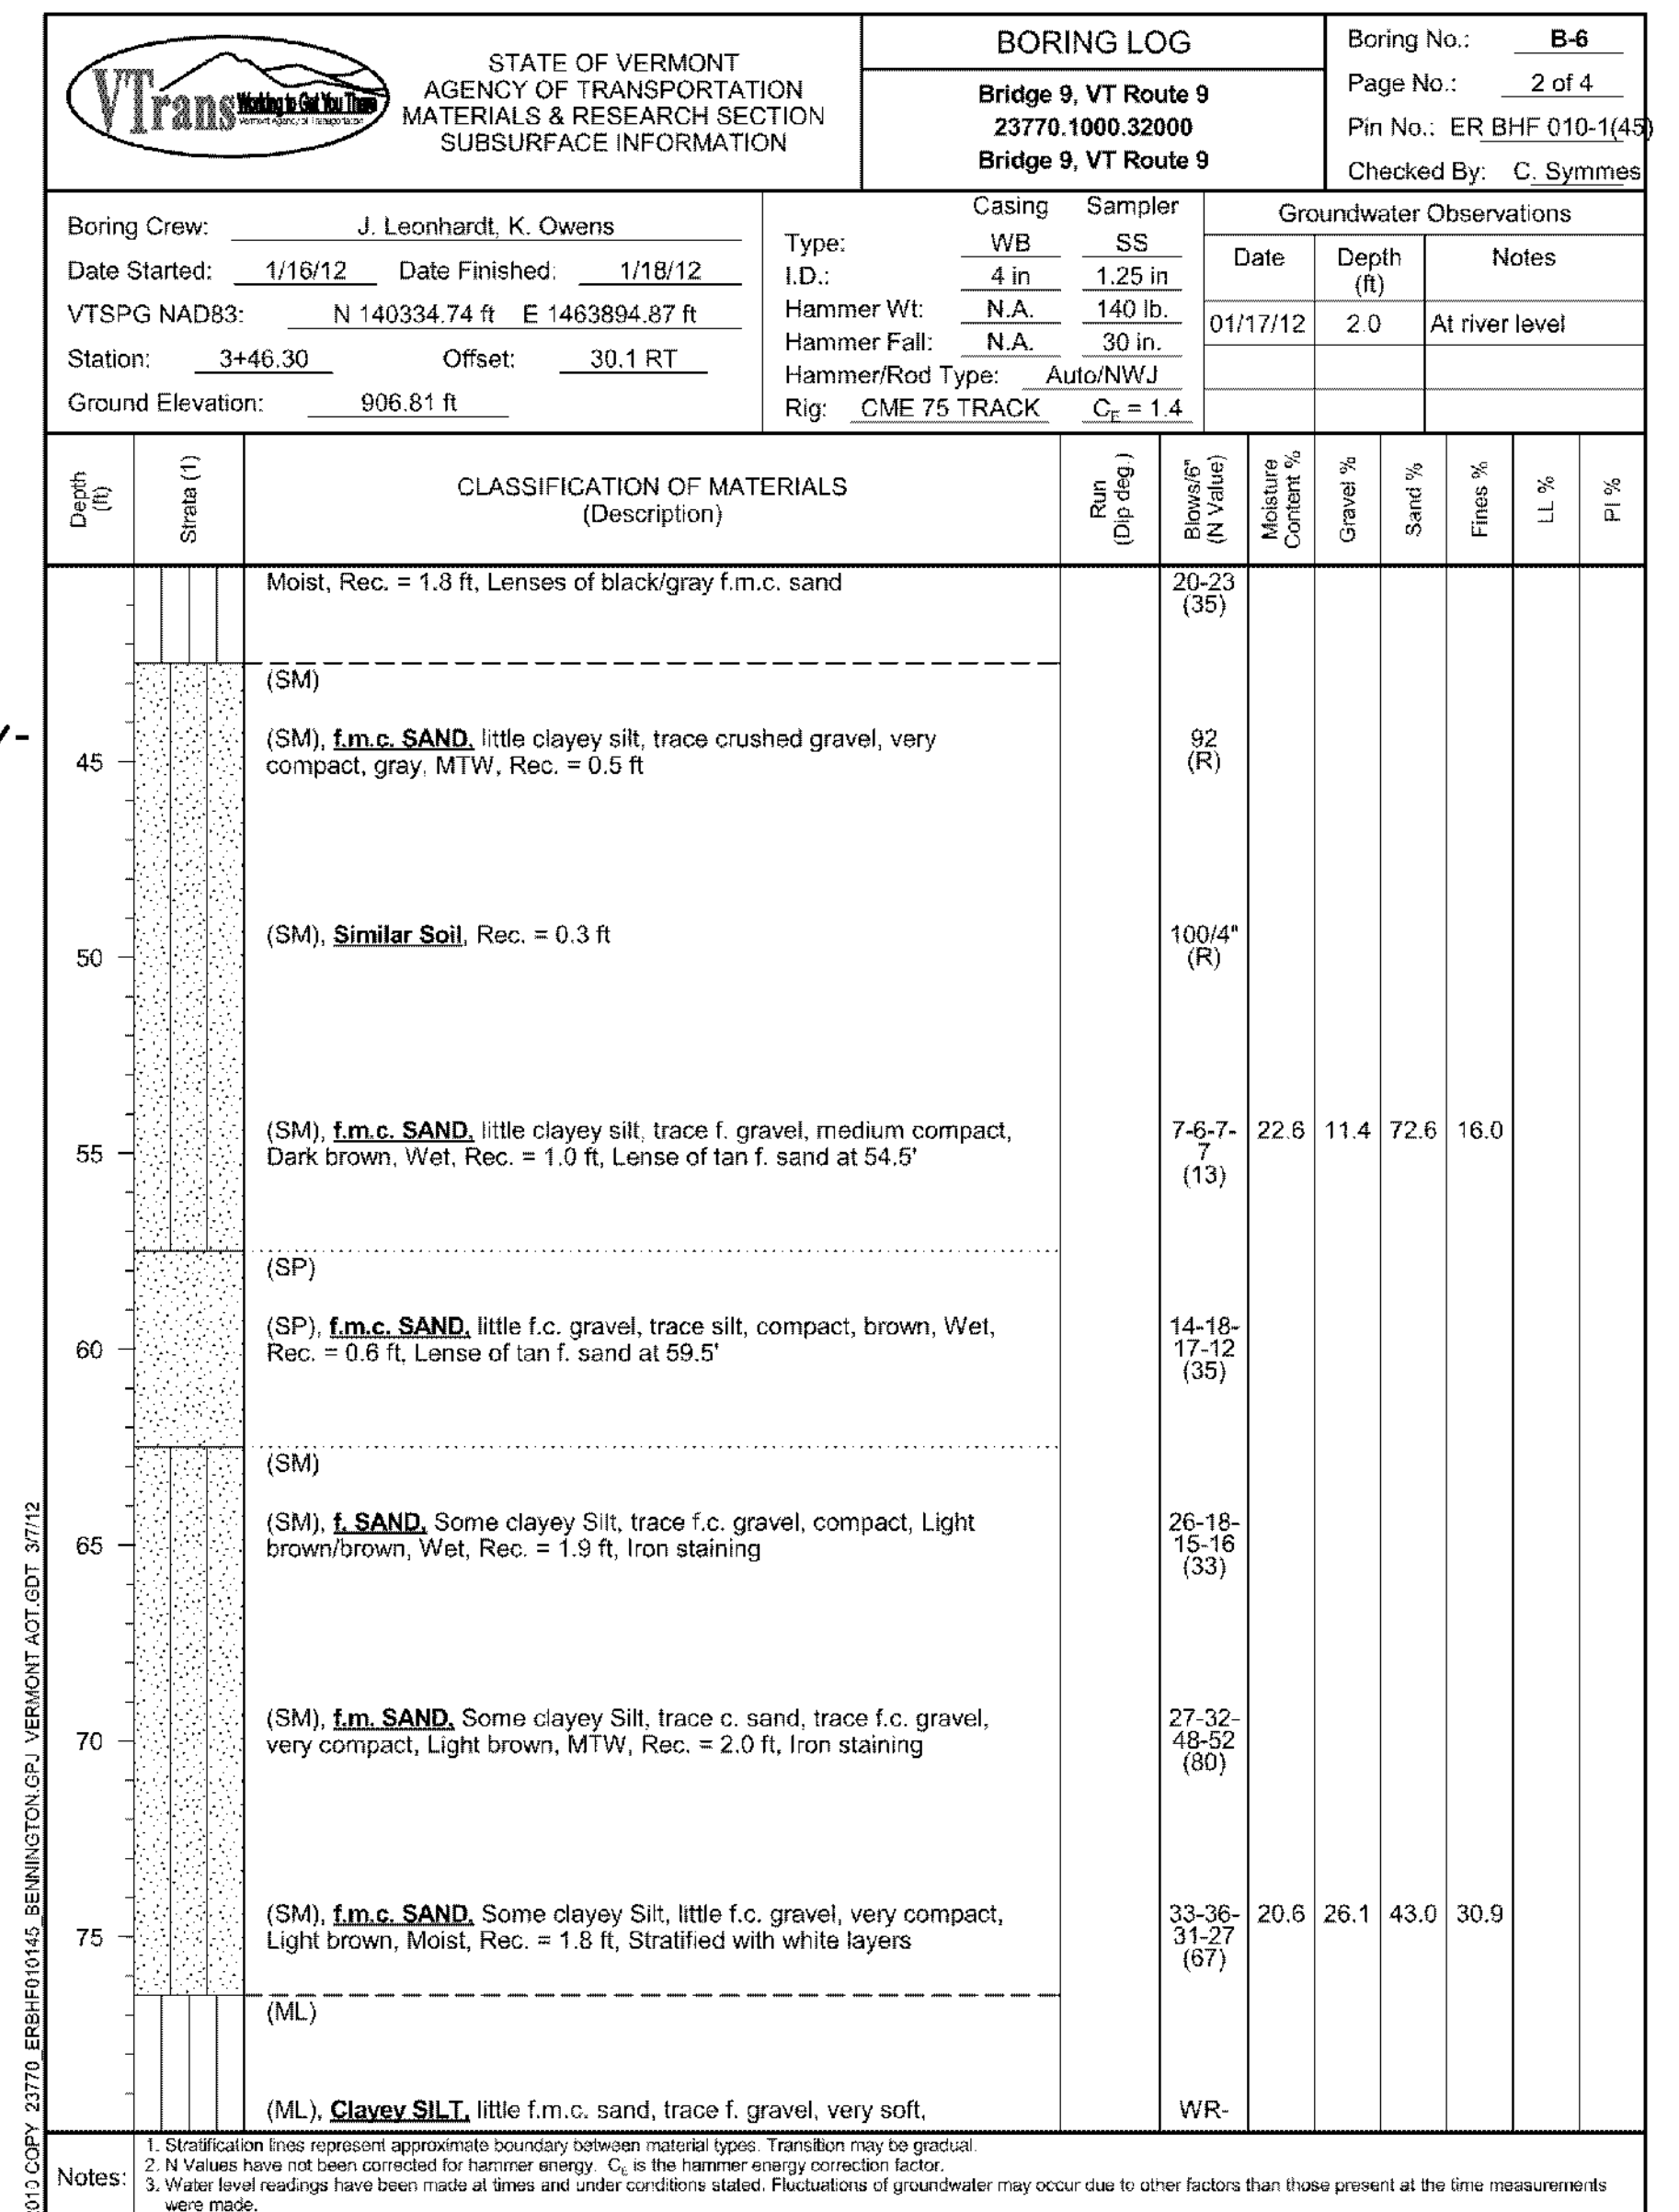 VTrans Working to Get You There
Vermont Agency of Transportation
STATE OF VERMONT
AGENCY OF TRANSPORTATION
MATERIALS & RESEARCH SECTION
SUBSURFACE INFORMATION
BORING LOG
Bridge 9, VT Route 9
23770.1000.32000
Bridge 9, VT Route 9
Boring No.: B-6
Page No.: 2 of 4
Pin No.: ER BHF 010-1(45)
Checked By: C. Symmes
Boring Crew: J. Leonhardt, K. Owens
Date Started: 1/16/12 Date Finished: 1/18/12
VTSPG NAD83: N 140334.74 ft E 1463894.87 ft
Station: 3+46.30 Offset: 30.1 RT
Ground Elevation: 906.81 ft
Casing Sampler
Type: WB SS
I.D.: 4 in 1.25 in
Hammer Wt: N.A. 140 lb.
Hammer Fall: N.A. 30 in.
Hammer/Rod Type: Auto/NWJ
Rig: CME 75 TRACK CE = 1.4
Groundwater Observations
Date Depth (ft) Notes
01/17/12 2.0 At river level
Depth (ft)
Strata (1)
CLASSIFICATION OF MATERIALS
(Description)
Run (Dip deg.)
Blows/6" (N Value)
Moisture Content %
Gravel %
Sand %
Fines %
LL %
PI %
Moist, Rec. = 1.8 ft, Lenses of black/gray f.m.c. sand 20-23
(35)
(SM)
(SM), f.m.c. SAND, little clayey silt, trace crushed gravel, very 92
45 compact, gray, MTW, Rec. = 0.5 ft (R)
(SM), Similar Soil, Rec. = 0.3 ft 100/4"
50 (R)
(SM), f.m.c. SAND, little clayey silt, trace f. gravel, medium compact, 7-6-7- 22.6 11.4 72.6 16.0
55 Dark brown, Wet, Rec. = 1.0 ft, Lense of tan f. sand at 54.5' 7
(13)
(SP)
(SP), f.m.c. SAND, little f.c. gravel, trace silt, compact, brown, Wet, 14-18-
60 Rec. = 0.6 ft, Lense of tan f. sand at 59.5' 17-12
(35)
(SM)
(SM), f. SAND, Some clayey Silt, trace f.c. gravel, compact, Light 26-18-
65 brown/brown, Wet, Rec. = 1.9 ft, Iron staining 15-16
(33)
(SM), f.m. SAND, Some clayey Silt, trace c. sand, trace f.c. gravel, 27-32-
70 very compact, Light brown, MTW, Rec. = 2.0 ft, Iron staining 48-52
(80)
(SM), f.m.c. SAND, Some clayey Silt, little f.c. gravel, very compact, 33-36- 20.6 26.1 43.0 30.9
75 Light brown, Moist, Rec. = 1.8 ft, Stratified with white layers 31-27
(67)
(ML)
(ML), Clayey SILT, little f.m.c. sand, trace f. gravel, very soft, WR-
Notes:
1. Stratification lines represent approximate boundary between material types. Transition may be gradual.
2. N Values have not been corrected for hammer energy. CE is the hammer energy correction factor.
3. Water level readings have been made at times and under conditions stated. Fluctuations of groundwater may occur due to other factors than those present at the time measurements
were made.
010 COPY 23770_ERBHF010145_BENNINGTON.GPJ VERMONT AOT.GDT 3/7/12